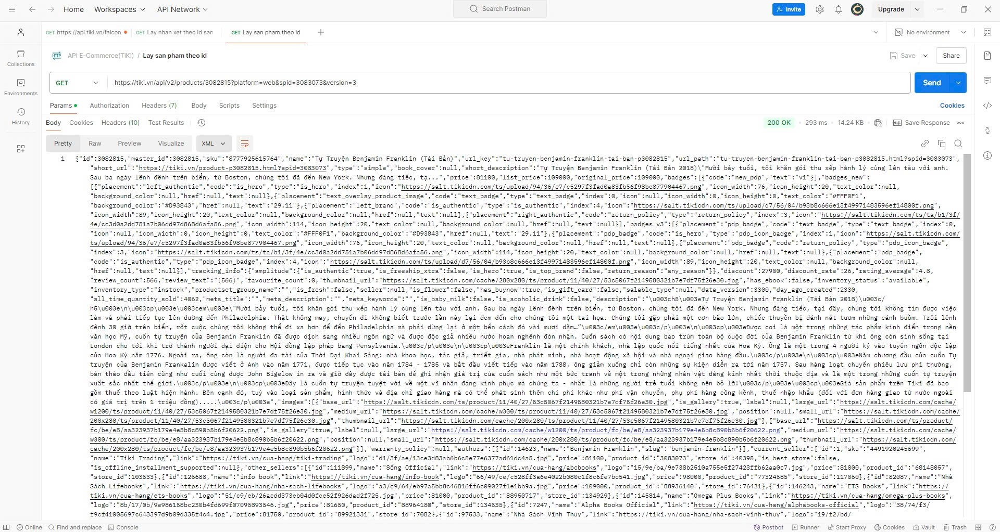 Home Workspaces API Network Search Postman Invite Upgrade
GET https://api.tiki.vn/falcon GET Lay nhan xet theo id san GET Lay san pham theo id No environment
HTTP API E-Commerce(TiKi) / Lay san pham theo id Save Share
Collections
GET https://tiki.vn/api/v2/products/3082815?platform=web&spid=3083073&version=3 Send
Environments
Params Authorization Headers (7) Body Scripts Settings Cookies
History
Body Cookies Headers (10) Test Results 200 OK 293 ms 14.24 KB e.g. Save Response
Pretty Raw Preview Visualize XML
1 {"id":3082815,"master_id":3082815,"sku":"8777925615764","name":"Tự Truyện Benjamin Franklin (Tái Bản)","url_key":"tu-truyen-benjamin-franklin-tai-ban-p3082815","url_path":"tu-truyen-benjamin-franklin-tai-ban-p3082815.html?spid=3083073",
"short_url":"https://tiki.vn/product-p3082815.html?spid=3083073","type":"simple","book_cover":null,"short_description":"Tự Truyện Benjamin Franklin (Tái Bản 2018)\"Mười bảy tuổi, tôi khăn gói thu xếp hành lý cùng lên tàu với anh.
Sau ba ngày lênh đênh trên biển, từ Boston, chúng tôi đã đến New York. Nhưng đáng tiếc, tạ...","price":81100,"list_price":109000,"original_price":109000,"badges":[{"code":"new_pdp","text":"v1"}],"badges_new":
[{"placement":"left_authentic","code":"is_hero","type":"is_hero","index":1,"icon":"https://salt.tikicdn.com/ts/upload/94/36/e7/c5297f3fad0a83fb56f98be877904467.png","icon_width":76,"icon_height":20,"text_color":null,
"background_color":null,"href":null,"text":null},{"placement":"text_overlay_product_image","code":"text_badge","type":"text_badge","index":0,"icon":null,"icon_width":0,"icon_height":0,"text_color":"#FFF0F1",
"background_color":"#D93843","href":null,"text":"29.11"},{"placement":"left_brand","code":"is_authentic","type":"is_authentic","index":4,"icon":"https://salt.tikicdn.com/ts/upload/d7/56/04/b93b8c666e13f49971483596ef14800f.png",
"icon_width":89,"icon_height":20,"text_color":null,"background_color":null,"href":null,"text":null},{"placement":"right_authentic","code":"return_policy","type":"return_policy","index":3,"icon":"https://salt.tikicdn.com/ts/ta/b1/3f/
4e/cc3d0a2dd751a7b06dd97d868d6afa56.png","icon_width":114,"icon_height":20,"text_color":null,"background_color":null,"href":null,"text":null}],"badges_v3":[{"placement":"pdp_badge","code":"text_badge","type":"text_badge","index":0,
"icon":null,"icon_width":0,"icon_height":0,"text_color":"#FFF0F1","background_color":"#D93843","href":null,"text":"29.11"},{"placement":"pdp_badge","code":"is_hero","type":"pdp_icon_badge","index":1,"icon":"https://salt.tikicdn.com/
ts/upload/94/36/e7/c5297f3fad0a83fb56f98be877904467.png","icon_width":76,"icon_height":20,"text_color":null,"background_color":null,"href":null,"text":null},{"placement":"pdp_badge","code":"return_policy","type":"pdp_icon_badge",
"index":3,"icon":"https://salt.tikicdn.com/ts/ta/b1/3f/4e/cc3d0a2dd751a7b06dd97d868d6afa56.png","icon_width":114,"icon_height":20,"text_color":null,"background_color":null,"href":null,"text":null},{"placement":"pdp_badge",
"code":"is_authentic","type":"pdp_icon_badge","index":4,"icon":"https://salt.tikicdn.com/ts/upload/d7/56/04/b93b8c666e13f49971483596ef14800f.png","icon_width":89,"icon_height":20,"text_color":null,"background_color":null,
"href":null,"text":null}],"tracking_info":{"amplitude":{"is_authentic":true,"is_freeship_xtra":false,"is_hero":true,"is_top_brand":false,"return_reason":"any_reason"}},"discount":27900,"discount_rate":26,"rating_average":4.8,
"review_count":566,"review_text":"(566)","favourite_count":0,"thumbnail_url":"https://salt.tikicdn.com/cache/280x280/ts/product/11/40/27/53c5067f2149580321b7e7df75f26e30.jpg","has_ebook":false,"inventory_status":"available",
"inventory_type":"instock","productset_group_name":"","is_fresh":false,"seller":null,"is_flower":false,"has_buynow":true,"is_gift_card":false,"salable_type":null,"data_version":3300,"day_ago_created":2330,
"all_time_quantity_sold":4062,"meta_title":"","meta_description":"","meta_keywords":"","is_baby_milk":false,"is_acoholic_drink":false,"description":"\u003ch5\u003eTự Truyện Benjamin Franklin (Tái Bản 2018)\u003c/
h5\u003e\n\u003cp\u003e\u003cem\u003e\"Mười bảy tuổi, tôi khăn gói thu xếp hành lý cùng lên tàu với anh. Sau ba ngày lênh đênh trên biển, từ Boston, chúng tôi đã đến New York. Nhưng đáng tiếc, tại đây, chúng tôi không tìm được việc
làm và phải tiếp tục lên đường đến Philadelphia. Thật không may, chuyến đi không biết trước lần này lại đem đến cho chúng tôi một tai họa. Chúng tôi gặp phải một cơn bão lớn, chiếc thuyền bị đánh nát tươm những cánh buồm. Trôi lênh
đênh 30 giờ trên biển, rốt cuộc chúng tôi không thể đi xa hơn để đến Philadelphia mà phải dừng lại ở một bến cách đó vài mươi dặm…”\u003c/em\u003e\u003c/p\u003e\n\u003cp\u003eĐược coi là một trong những tác phẩm kinh điển trong nền
văn học Mỹ, cuốn tự truyện của Benjamin Franklin đã được dịch sang nhiều ngôn ngữ và được độc giả nhiều nước hoan nghênh đón nhận. Cuốn sách có nội dung bao trùm toàn bộ cuộc đời của Benjamin Franklin từ khi ông còn sinh sống tại
London cho tới khi trở thành người đại diện cho Hội đồng lập pháp bang Pensylvania.\u003c/p\u003e\n\u003cp\u003eFranklin là một chính khách, nhà lập quốc nổi tiếng nhất của Hoa Kỳ. Ông là một trong 4 người ký vào tuyên ngôn độc lập
của Hoa Kỳ năm 1776. Ngoài ra, ông còn là người đa tài của Thời Đại Khai Sáng: nhà khoa học, tác giả, triết gia, nhà phát minh, nhà hoạt động xã hội và nhà ngoại giao hàng đầu.\u003c/p\u003e\n\u003cp\u003eNăm chương đầu của cuốn Tự
truyện của Benjamin Frankalin được viết ở Anh vào năm 1771, được tiếp tục vào năm 1784 - 1785 và bắt đầu viết tiếp vào năm 1788, ông giảm xuống chỉ còn những sự kiện diễn ra tới năm 1757. Sau hàng loạt chuyến phiêu lưu phi thường,
bản thảo đầu tiên cũng như cuối cùng được John Bigelow in ra và giờ đây được tái bản để ghi nhận giá trị của cuốn sách như một bức tranh về một trong những nhân vật đáng kính nhất thời thuộc địa và là một trong những cuốn tự truyện
xuất sắc nhất thế giới.\u003c/p\u003e\n\u003cp\u003eĐây là cuốn tự truyện tuyệt vời về một vĩ nhân đáng kính phục mà chúng ta - nhất là những người trẻ tuổi không nên bỏ lỡ!\u003c/p\u003e\u003cp\u003eGiá sản phẩm trên Tiki đã bao
gồm thuế theo luật hiện hành. Bên cạnh đó, tuỳ vào loại sản phẩm, hình thức và địa chỉ giao hàng mà có thể phát sinh thêm chi phí khác như phí vận chuyển, phụ phí hàng cồng kềnh, thuế nhập khẩu (đối với đơn hàng giao từ nước ngoài
có giá trị trên 1 triệu đồng).....\u003c/p\u003e","images":[{"base_url":"https://salt.tikicdn.com/ts/product/11/40/27/53c5067f2149580321b7e7df75f26e30.jpg","is_gallery":true,"label":null,"large_url":"https://salt.tikicdn.com/cache/
w1200/ts/product/11/40/27/53c5067f2149580321b7e7df75f26e30.jpg","medium_url":"https://salt.tikicdn.com/cache/w300/ts/product/11/40/27/53c5067f2149580321b7e7df75f26e30.jpg","position":null,"small_url":"https://salt.tikicdn.com/cache/
200x280/ts/product/11/40/27/53c5067f2149580321b7e7df75f26e30.jpg","thumbnail_url":"https://salt.tikicdn.com/cache/200x280/ts/product/11/40/27/53c5067f2149580321b7e7df75f26e30.jpg"},{"base_url":"https://salt.tikicdn.com/ts/product/
fc/be/e8/aa323937b179e4e5b8c890b5b6f20622.png","is_gallery":true,"label":null,"large_url":"https://salt.tikicdn.com/cache/w1200/ts/product/fc/be/e8/aa323937b179e4e5b8c890b5b6f20622.png","medium_url":"https://salt.tikicdn.com/cache/
w300/ts/product/fc/be/e8/aa323937b179e4e5b8c890b5b6f20622.png","position":null,"small_url":"https://salt.tikicdn.com/cache/200x280/ts/product/fc/be/e8/aa323937b179e4e5b8c890b5b6f20622.png","thumbnail_url":"https://salt.tikicdn.com/
cache/200x280/ts/product/fc/be/e8/aa323937b179e4e5b8c890b5b6f20622.png"}],"warranty_policy":null,"authors":[{"id":14623,"name":"Benjamin Franklin","slug":"benjamin-franklin"}],"current_seller":{"id":1,"sku":"4491920245699",
"name":"Tiki Trading","link":"https://tiki.vn/cua-hang/tiki-trading","logo":"d1/3f/ae/13ce3d83ab6b6c5e77e6377ad61dc4a5.jpg","price":81100,"product_id":"3083073","store_id":40395,"is_best_store":false,
"is_offline_installment_supported":null},"other_sellers":[{"id":111899,"name":"Sống Official","link":"https://tiki.vn/cua-hang/abcbooks","logo":"15/9e/ba/9e738b2510a755e5f27423ffb62aa0c7.jpg","price":81000,"product_id":"68148057",
"store_id":103533},{"id":126688,"name":"info book","link":"https://tiki.vn/cua-hang/info-book","logo":"66/49/ce/c528ff3a6e4022b080c1f8c6fe7bc541.jpg","price":98000,"product_id":"77324585","store_id":117060},{"id":82087,"name":"Nhà
Sách Lifebooks","link":"https://tiki.vn/cua-hang/nha-sach-lifebooks","logo":"a3/c9/64/eb97a5bb8c46816ff6c09027f1e1bb9a.jpg","price":109000,"product_id":"88936140","store_id":76421},{"id":146243,"name":"ETS Books","link":"https://
tiki.vn/cua-hang/ets-books","logo":"51/c9/eb/26acdd373eb04d0fce52f926dad2f725.jpg","price":81000,"product_id":"88950717","store_id":134929},{"id":145814,"name":"Omega Plus Books","link":"https://tiki.vn/cua-hang/omega-plus-books",
"logo":"8b/17/0b/9e986158bc230b4fd699f07095893546.jpg","price":81650,"product_id":"88964180","store_id":134535},{"id":7247,"name":"Alpha Books Official","link":"https://tiki.vn/cua-hang/alphabooks-official","logo":"38/74/f3/
f9cf41005697c643397d9b09d335f4c4.jpg","price":81750,"product_id":"89921331","store_id":7082},{"id":97533,"name":"Nhà Sách Vĩnh Thuỵ","link":"https://tiki.vn/cua-hang/nha-sach-vinh-thuy","logo":"19/f2/bd/
Online Find and replace Console Postbot Runner Start Proxy Cookies Vault Trash